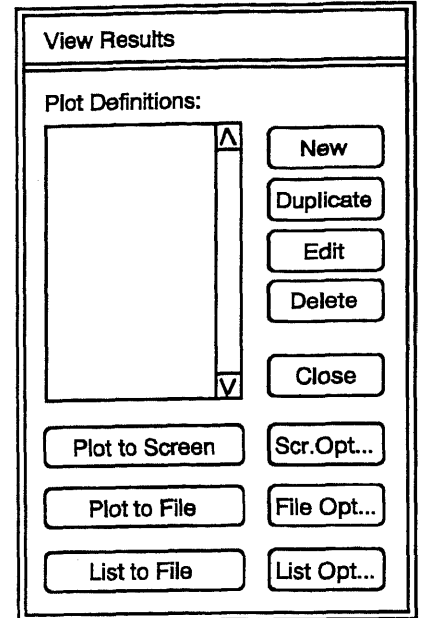 View Results
Plot Definitions:
New
Duplicate
Edit
Delete
Close
Plot to Screen
Scr.Opt...
Plot to File
File Opt...
List to File
List Opt...